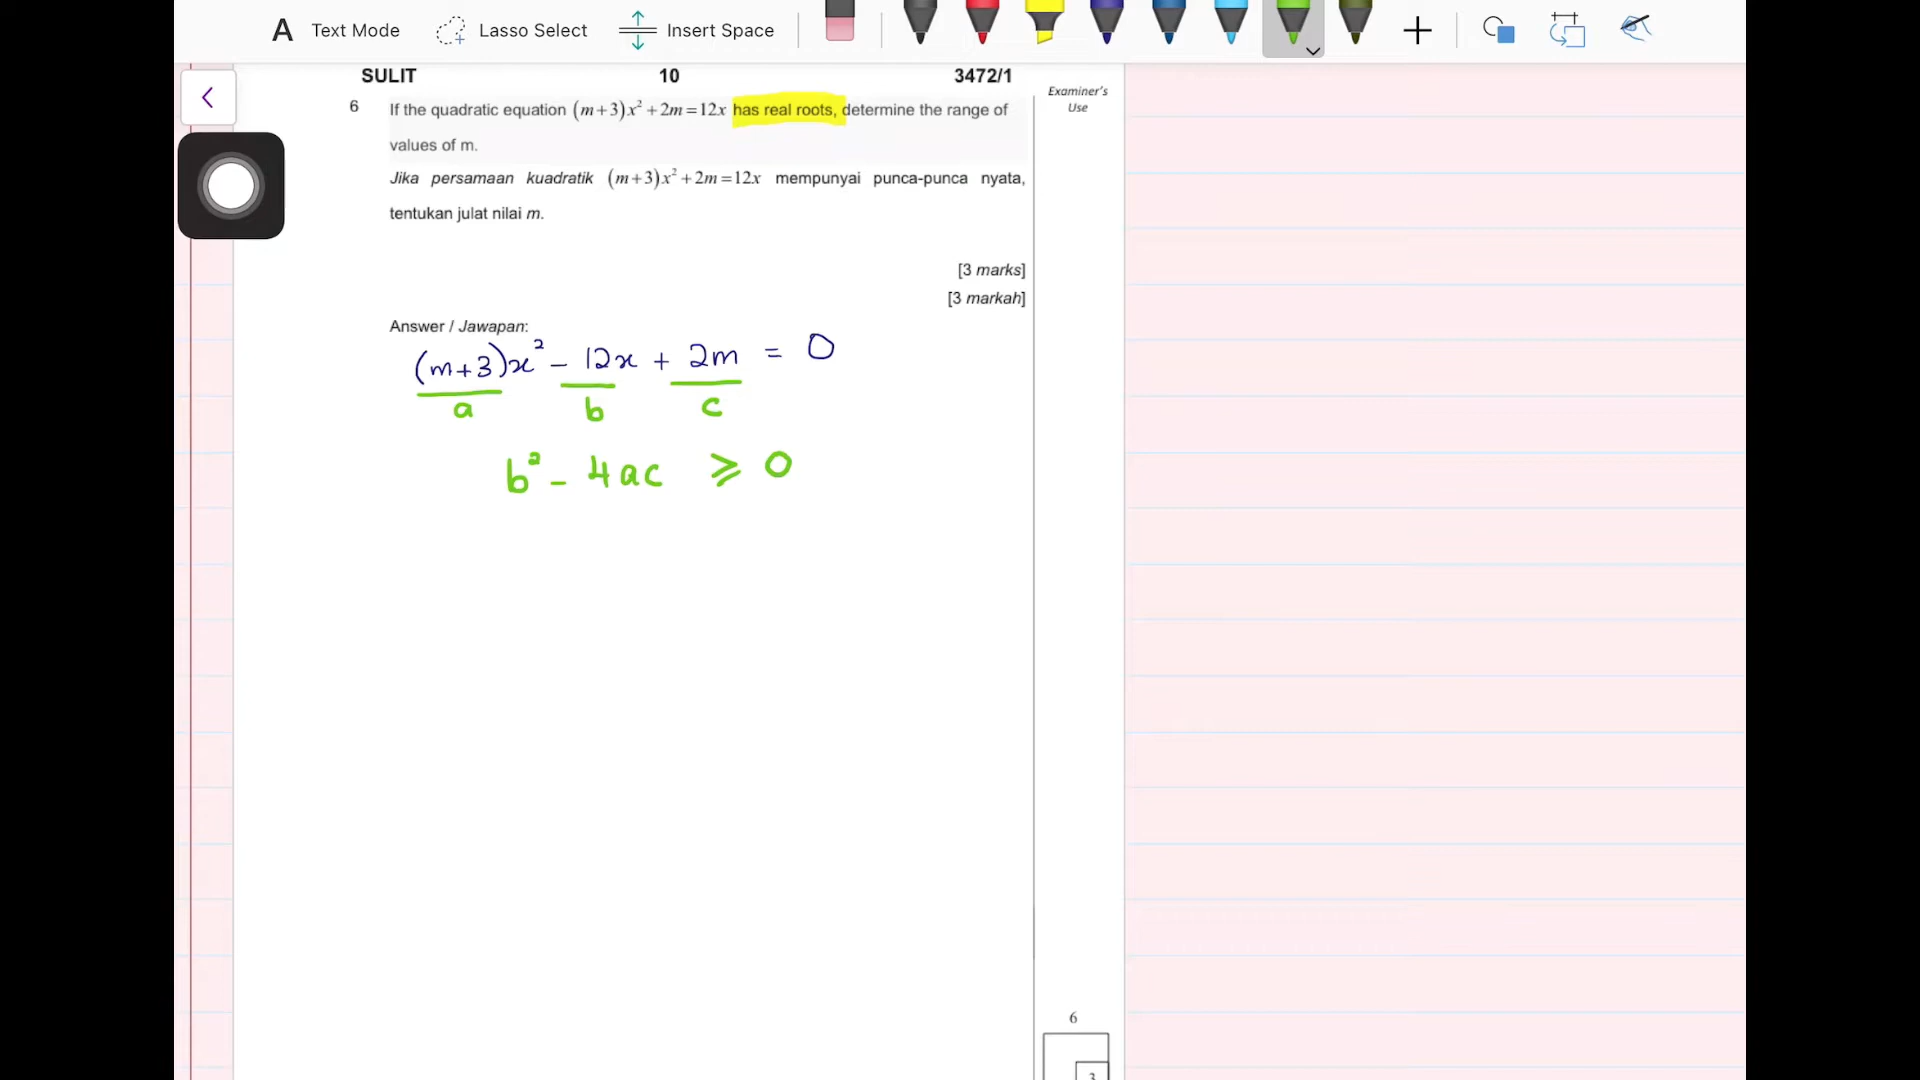 A Text Mode Lasso Select Insert Space
SULIT 10 3472/1
Examiner's
Use
6 If the quadratic equation (m+3)x² + 2m = 12x has real roots, determine the range of
values of m.
Jika persamaan kuadratik (m+3)x² + 2m = 12x mempunyai punca-punca nyata,
tentukan julat nilai m.
[3 marks]
[3 markah]
Answer / Jawapan:
(m+3)x² − 12x + 2m = 0
a b c
b² − 4ac ⩾ 0
6
3